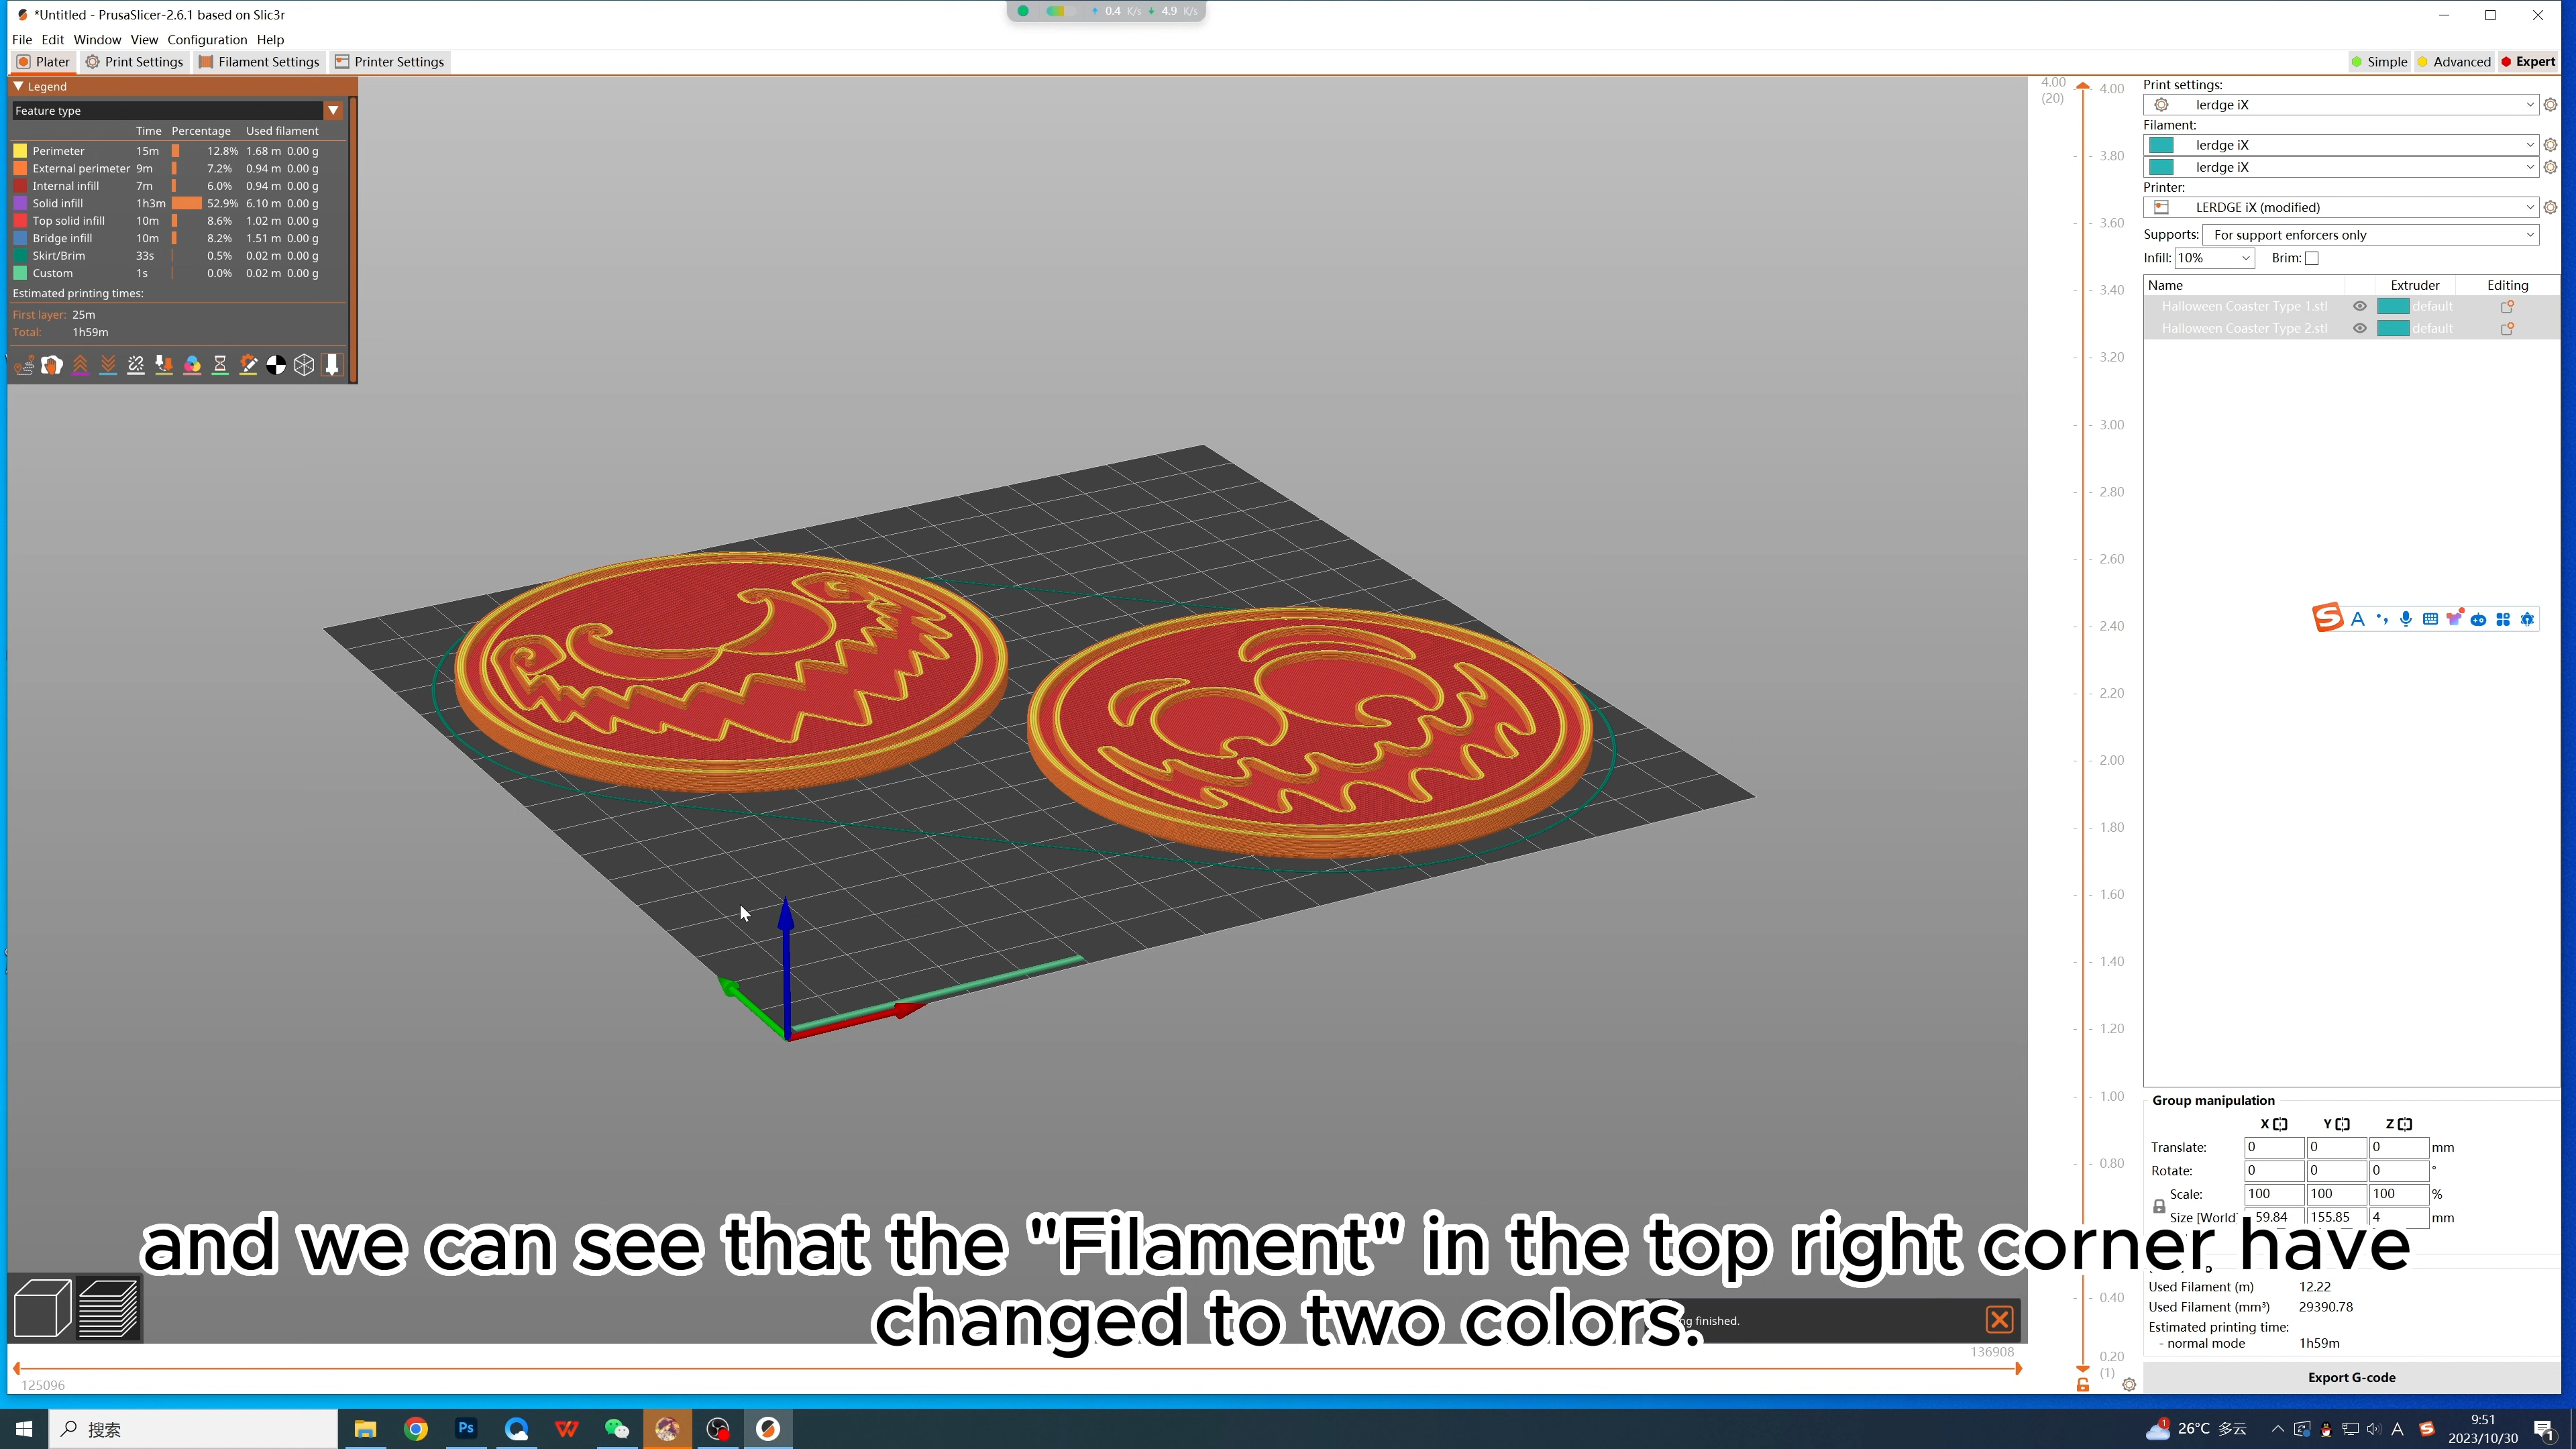 *Untitled - PrusaSlicer-2.6.1 based on Slic3r
0.4 K/s 4.9 K/s
File Edit Window View Configuration Help
Plater Print Settings Filament Settings Printer Settings
Simple Advanced Expert
Legend
Feature type
Time Percentage Used filament
Perimeter 15m 12.8% 1.68 m 0.00 g
External perimeter 9m 7.2% 0.94 m 0.00 g
Internal infill 7m 6.0% 0.94 m 0.00 g
Solid infill 1h3m 52.9% 6.10 m 0.00 g
Top solid infill 10m 8.6% 1.02 m 0.00 g
Bridge infill 10m 8.2% 1.51 m 0.00 g
Skirt/Brim 33s 0.5% 0.02 m 0.00 g
Custom 1s 0.0% 0.02 m 0.00 g
Estimated printing times:
First layer: 25m
Total: 1h59m
4.00
(20)
4.00
3.80
3.60
3.40
3.20
3.00
2.80
2.60
2.40
2.20
2.00
1.80
1.60
1.40
1.20
1.00
0.80
0.40
0.20
(1)
Print settings:
lerdge iX
Filament:
lerdge iX
lerdge iX
Printer:
LERDGE iX (modified)
Supports: For support enforcers only
Infill: 10% Brim:
Name Extruder Editing
Halloween Coaster Type 1.stl default
Halloween Coaster Type 2.stl default
S A
Group manipulation
X Y Z
Translate: 0 0 0 mm
Rotate: 0 0 0 °
Scale: 100 100 100 %
Size [World 59.84 155.85 4 mm
and we can see that the "Filament" in the top right corner have
changed to two colors.
ng finished.
Used Filament (m) 12.22
Used Filament (mm³) 29390.78
Estimated printing time:
- normal mode 1h59m
136908
125096
Export G-code
搜索
Ps
1
26°C 多云
A
S
9:51
2023/10/30
1